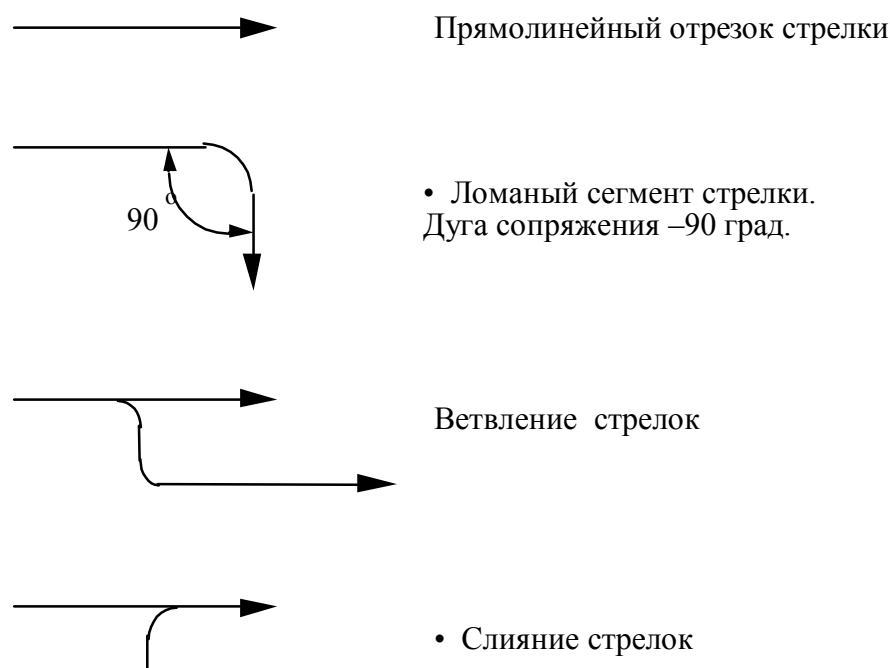 Прямолинейный отрезок стрелки
90°
• Ломаный сегмент стрелки.
Дуга сопряжения –90 град.
Ветвление стрелок
• Слияние стрелок